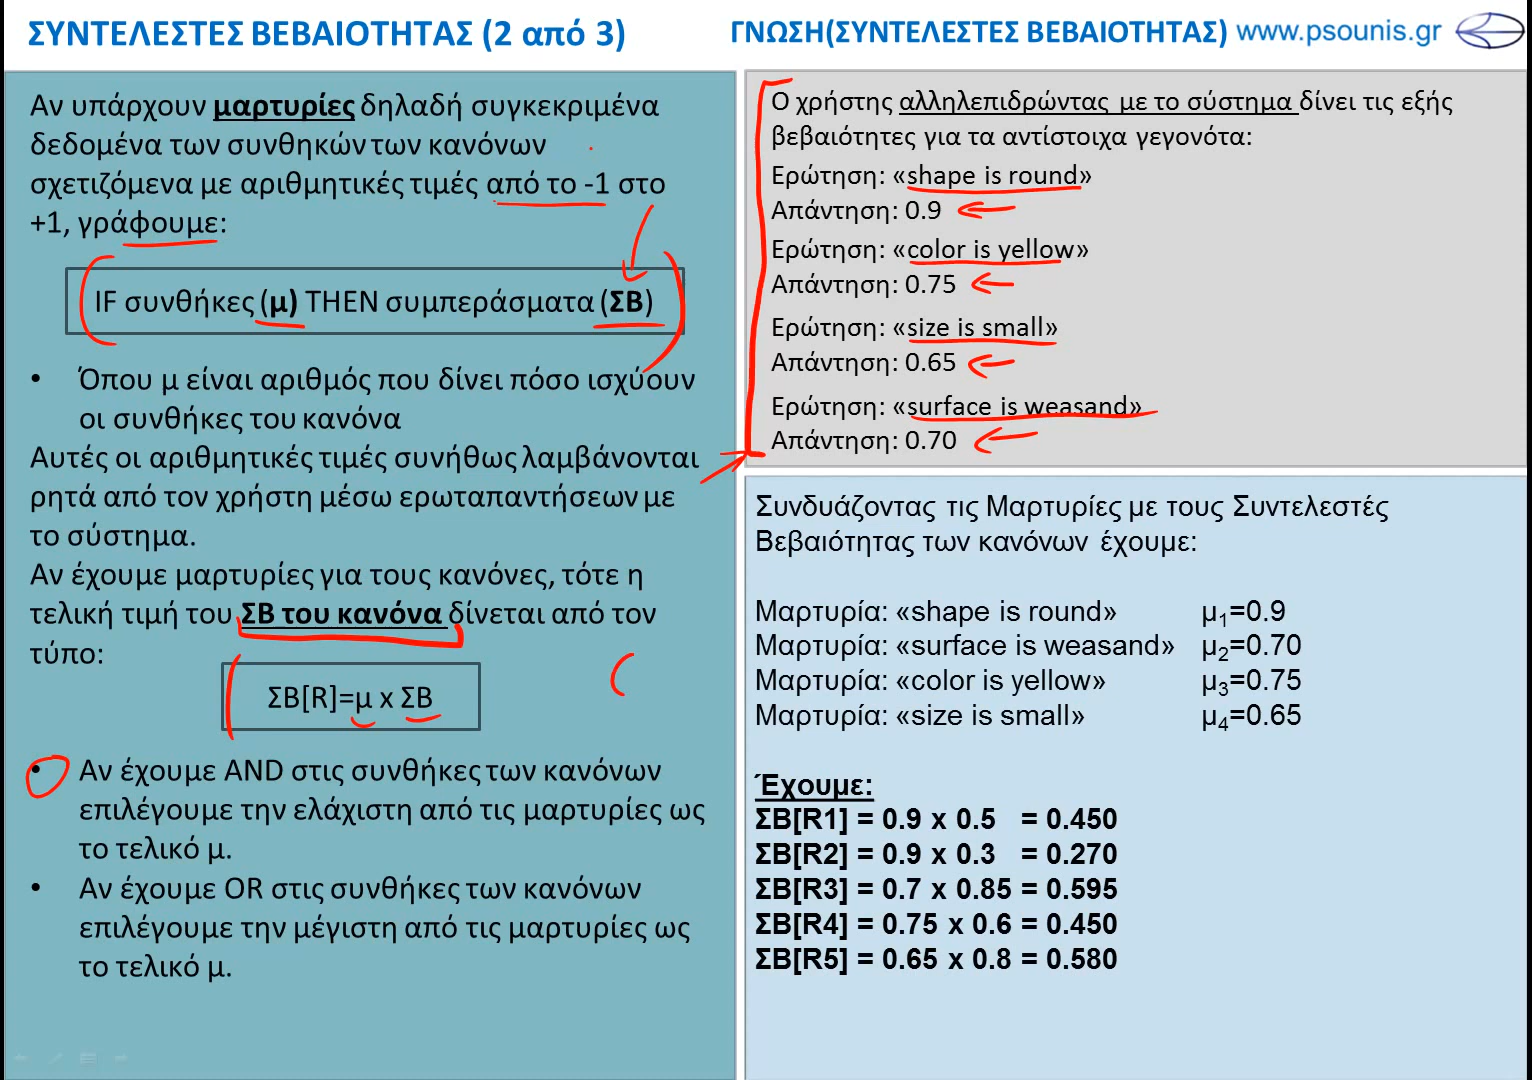 ΣΥΝΤΕΛΕΣΤΕΣ ΒΕΒΑΙΟΤΗΤΑΣ (2 από 3)
ΓΝΩΣΗ(ΣΥΝΤΕΛΕΣΤΕΣ ΒΕΒΑΙΟΤΗΤΑΣ) www.psounis.gr
Αν υπάρχουν μαρτυρίες δηλαδή συγκεκριμένα
δεδομένα των συνθηκών των κανόνων
σχετιζόμενα με αριθμητικές τιμές από το -1 στο
+1, γράφουμε:
IF συνθήκες (μ) THEN συμπεράσματα (ΣΒ)
• Όπου μ είναι αριθμός που δίνει πόσο ισχύουν
οι συνθήκες του κανόνα
Αυτές οι αριθμητικές τιμές συνήθως λαμβάνονται
ρητά από τον χρήστη μέσω ερωταπαντήσεων με
το σύστημα.
Αν έχουμε μαρτυρίες για τους κανόνες, τότε η
τελική τιμή του ΣΒ του κανόνα δίνεται από τον
τύπο:
ΣΒ[R]=μ x ΣΒ
• Αν έχουμε AND στις συνθήκες των κανόνων
επιλέγουμε την ελάχιστη από τις μαρτυρίες ως
το τελικό μ.
• Αν έχουμε OR στις συνθήκες των κανόνων
επιλέγουμε την μέγιστη από τις μαρτυρίες ως
το τελικό μ.
Ο χρήστης αλληλεπιδρώντας με το σύστημα δίνει τις εξής
βεβαιότητες για τα αντίστοιχα γεγονότα:
Ερώτηση: «shape is round»
Απάντηση: 0.9
Ερώτηση: «color is yellow»
Απάντηση: 0.75
Ερώτηση: «size is small»
Απάντηση: 0.65
Ερώτηση: «surface is weasand»
Απάντηση: 0.70
Συνδυάζοντας τις Μαρτυρίες με τους Συντελεστές
Βεβαιότητας των κανόνων έχουμε:
Μαρτυρία: «shape is round» μ₁=0.9
Μαρτυρία: «surface is weasand» μ₂=0.70
Μαρτυρία: «color is yellow» μ₃=0.75
Μαρτυρία: «size is small» μ₄=0.65
Έχουμε:
ΣΒ[R1] = 0.9 x 0.5 = 0.450
ΣΒ[R2] = 0.9 x 0.3 = 0.270
ΣΒ[R3] = 0.7 x 0.85 = 0.595
ΣΒ[R4] = 0.75 x 0.6 = 0.450
ΣΒ[R5] = 0.65 x 0.8 = 0.580